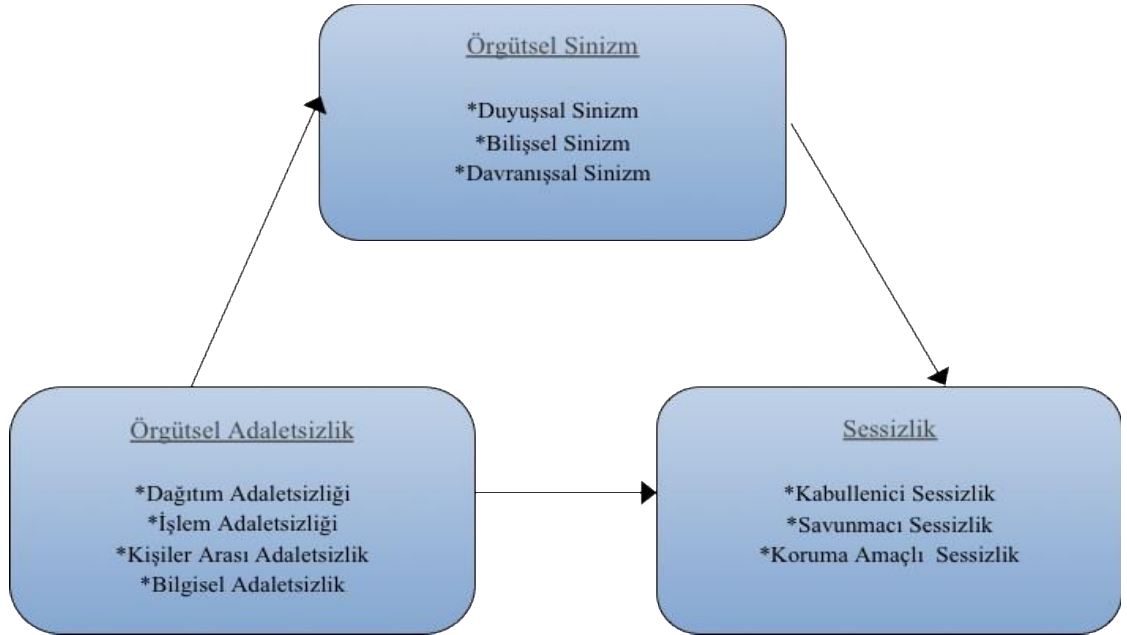 Örgütsel Sinizm
*Duyuşsal Sinizm
*Bilişsel Sinizm
*Davranışsal Sinizm
Örgütsel Adaletsizlik
*Dağıtım Adaletsizliği
*İşlem Adaletsizliği
*Kişiler Arası Adaletsizlik
*Bilgisel Adaletsizlik
Sessizlik
*Kabullenici Sessizlik
*Savunmacı Sessizlik
*Koruma Amaçlı  Sessizlik